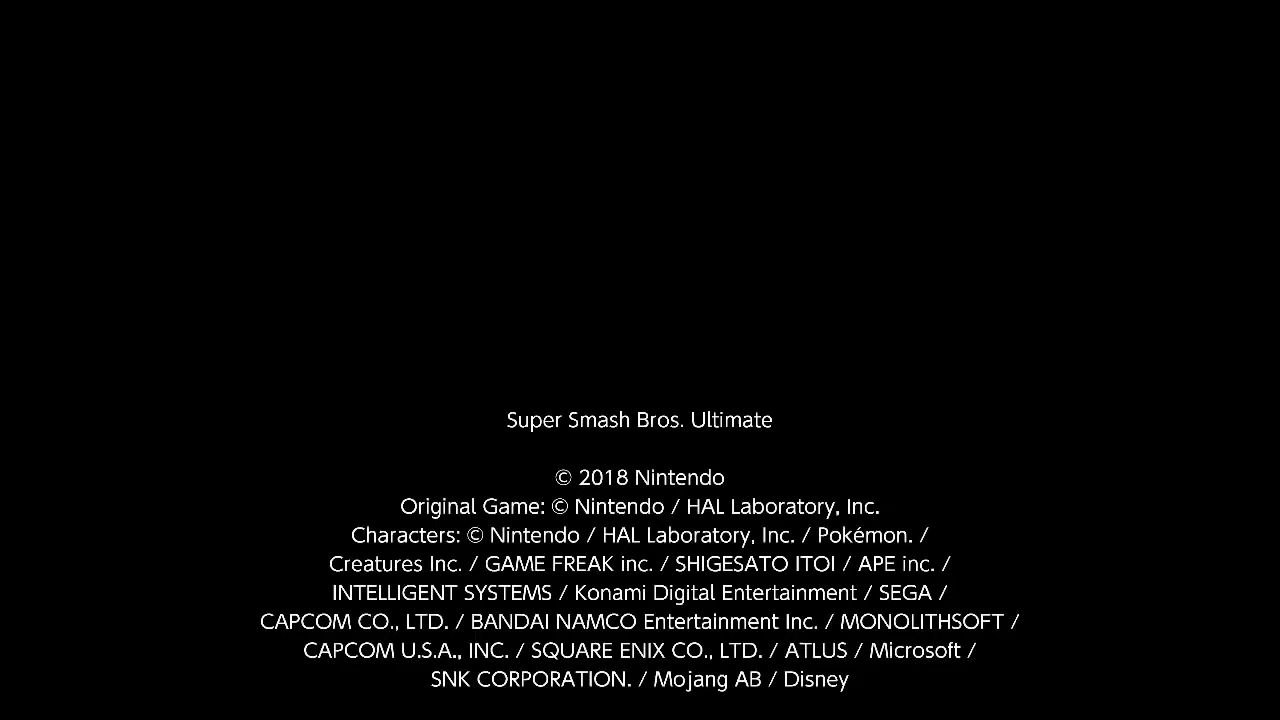 Super Smash Bros. Ultimate
© 2018 Nintendo
Original Game: © Nintendo / HAL Laboratory, Inc.
Characters: © Nintendo / HAL Laboratory, Inc. / Pokémon. /
Creatures Inc. / GAME FREAK inc. / SHIGESATO ITOI / APE inc. /
INTELLIGENT SYSTEMS / Konami Digital Entertainment / SEGA /
CAPCOM CO., LTD. / BANDAI NAMCO Entertainment Inc. / MONOLITHSOFT /
CAPCOM U.S.A., INC. / SQUARE ENIX CO., LTD. / ATLUS / Microsoft /
SNK CORPORATION. / Mojang AB / Disney